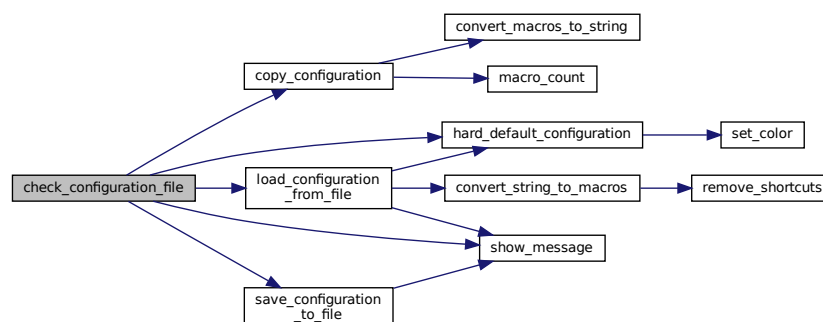 convert_macros_to_string
copy_configuration
macro_count
hard_default_configuration
set_color
check_configuration_file
load_configuration
_from_file
convert_string_to_macros
remove_shortcuts
show_message
save_configuration
_to_file